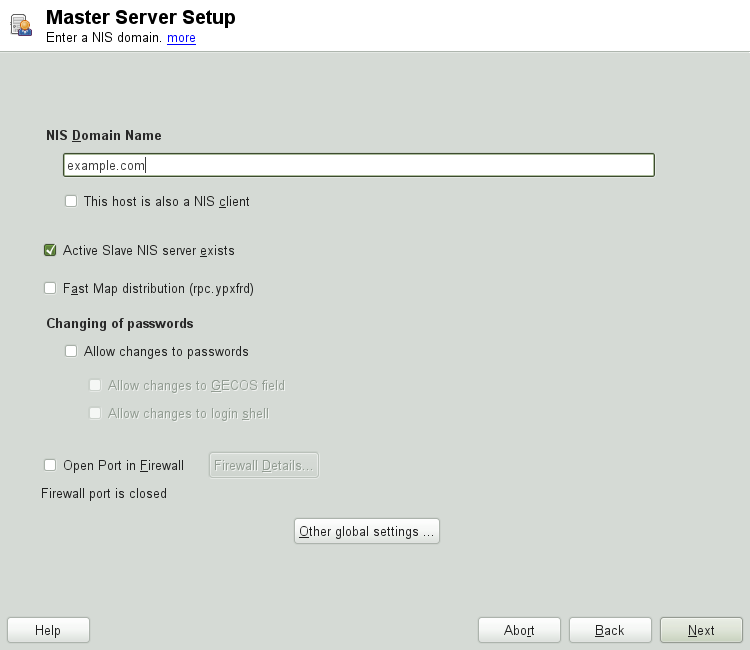 Master Server Setup
Enter a NIS domain. more
NIS Domain Name
example.com
This host is also a NIS client
Active Slave NIS server exists
Fast Map distribution (rpc.ypxfrd)
Changing of passwords
Allow changes to passwords
Allow changes to GECOS field
Allow changes to login shell
Open Port in Firewall Firewall Details...
Firewall port is closed
Other global settings ...
Help Abort Back Next